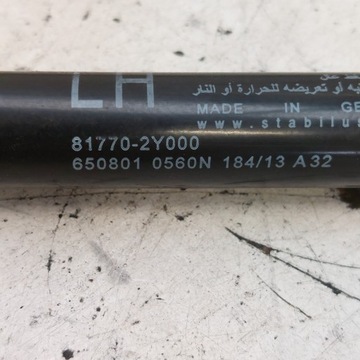 LH
يه أو تعريضه للحرارة أو النار
MADE IN GE
www.stabilus
81770-2Y000
650801 0560N 184/13 A32